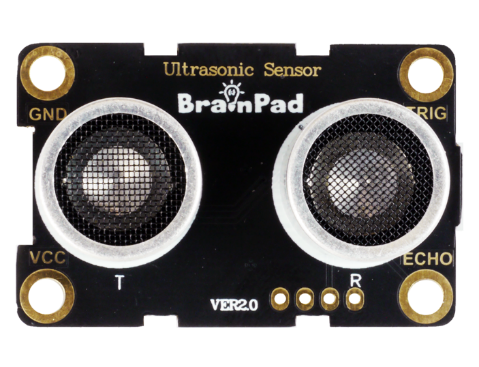 Ultrasonic Sensor
BrainPad
GND
TRIG
VCC
ECHO
T
R
VER2.0